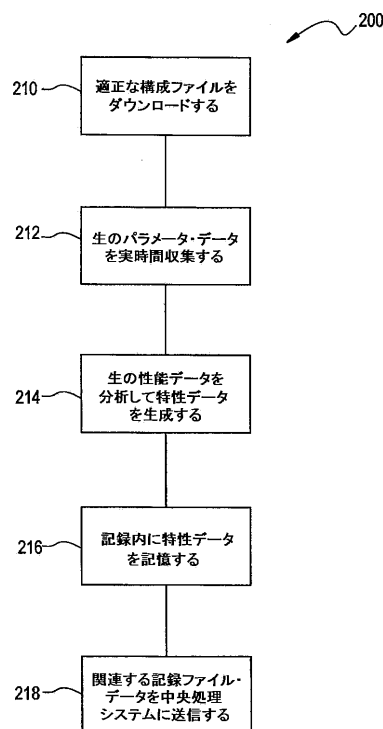 200
210
適正な構成ファイルを
ダウンロードする
212
生のパラメータ・データ
を実時間収集する
214
生の性能データを
分析して特性データ
を生成する
216
記録内に特性データ
を記憶する
218
関連する記録ファイル・
データを中央処理
システムに送信する